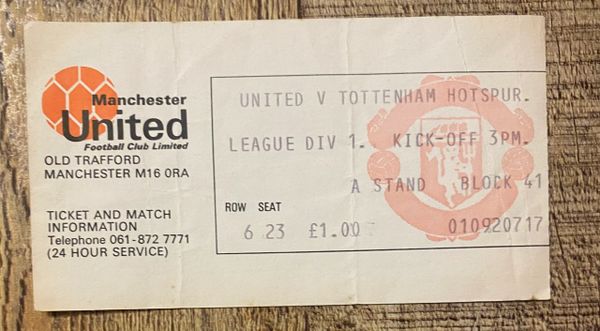 Manchester
United
Football Club Limited
OLD TRAFFORD
MANCHESTER M16 0RA
TICKET AND MATCH
INFORMATION
Telephone 061-872 7771
(24 HOUR SERVICE)
UNITED V TOTTENHAM HOTSPUR.
LEAGUE DIV 1. KICK-OFF 3PM.
A STAND BLOCK 41
ROW SEAT
6 23 £1.00 010920717